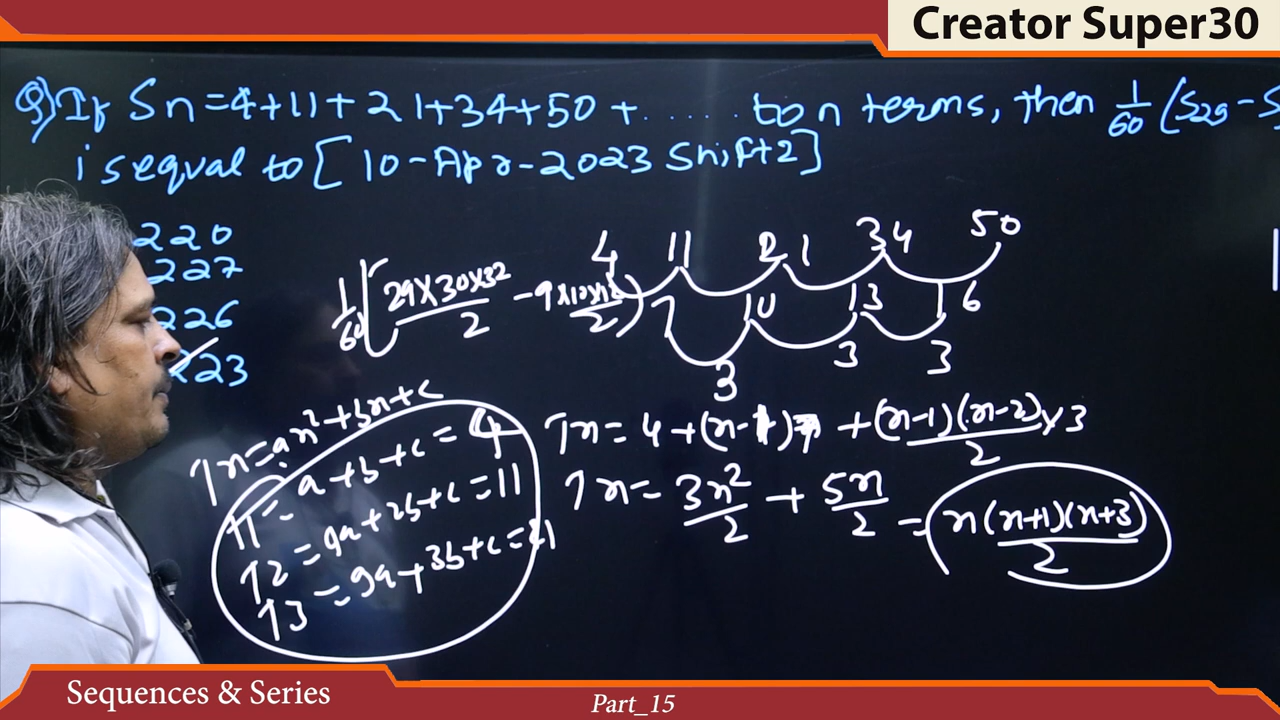 Creator Super30
Q) If Sn = 4+11+21+34+50+...... to n terms, then 1/60 (S29 - S
is equal to [10-Apr-2023 Shift 2]
220
227
226
223
4 11 21 34 50
7 10 13 16
3 3 3
1/60 [ 29×30×32/2 - 9×10×12/2 )
Tn = an²+bn+c
T1 = a+b+c = 4
T2 = 4a+2b+c = 11
T3 = 9a+3b+c = 21
Tn = 4+(n-1)7 + (n-1)(n-2)/2 ×3
Tn = 3n²/2 + 5n/2 = n(n+1)(n+3)/2
Sequences & Series
Part_15